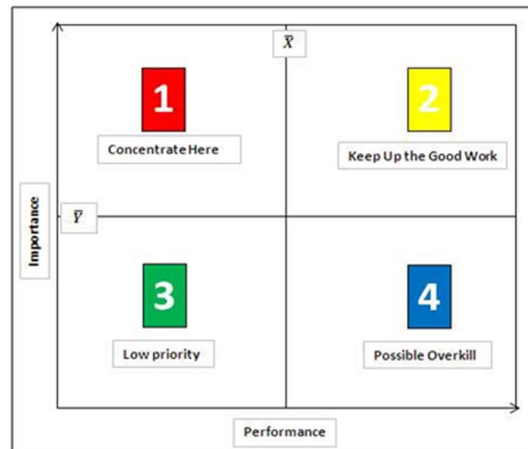 X̅
1
2
Concentrate Here
Keep Up the Good Work
Importance
Y̅
3
4
Low priority
Possible Overkill
Performance